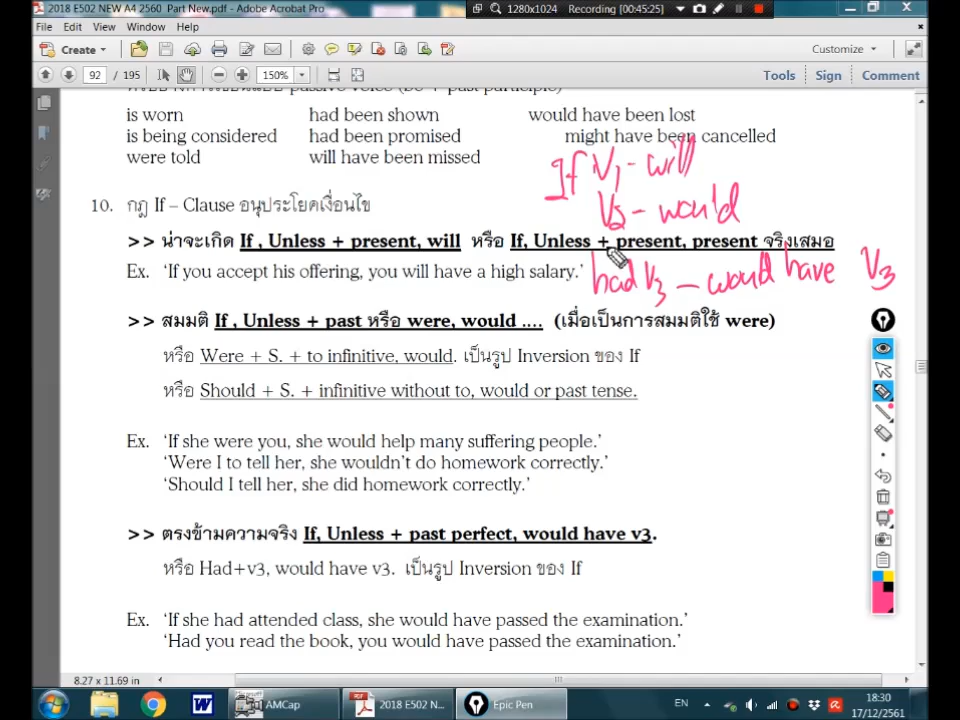 2018 E502 NEW A4 2560 Part New.pdf - Adobe Acrobat Pro
1280x1024 Recording [00:45:25]
File Edit View Window Help
Create
Customize
92 / 195
150%
Tools Sign Comment
is worn had been shown would have been lost
is being considered had been promised might have been cancelled
were told will have been missed
If V1 - will
V2 - would
10. กฎ If – Clause อนุประโยคเงื่อนไข
>> น่าจะเกิด If , Unless + present, will หรือ If, Unless + present, present จริงเสมอ
Ex. ‘If you accept his offering, you will have a high salary.’
had V3 – would have V3
>> สมมติ If , Unless + past หรือ were, would .... (เมื่อเป็นการสมมติใช้ were)
หรือ Were + S. + to infinitive, would. เป็นรูป Inversion ของ If
หรือ Should + S. + infinitive without to, would or past tense.
Ex. ‘If she were you, she would help many suffering people.’
‘Were I to tell her, she wouldn’t do homework correctly.’
‘Should I tell her, she did homework correctly.’
>> ตรงข้ามความจริง If, Unless + past perfect, would have v3.
หรือ Had+v3, would have v3. เป็นรูป Inversion ของ If
Ex. ‘If she had attended class, she would have passed the examination.’
‘Had you read the book, you would have passed the examination.’
8.27 x 11.69 in
AMCap
2018 E502 N...
Epic Pen
EN
18:30
17/12/2561